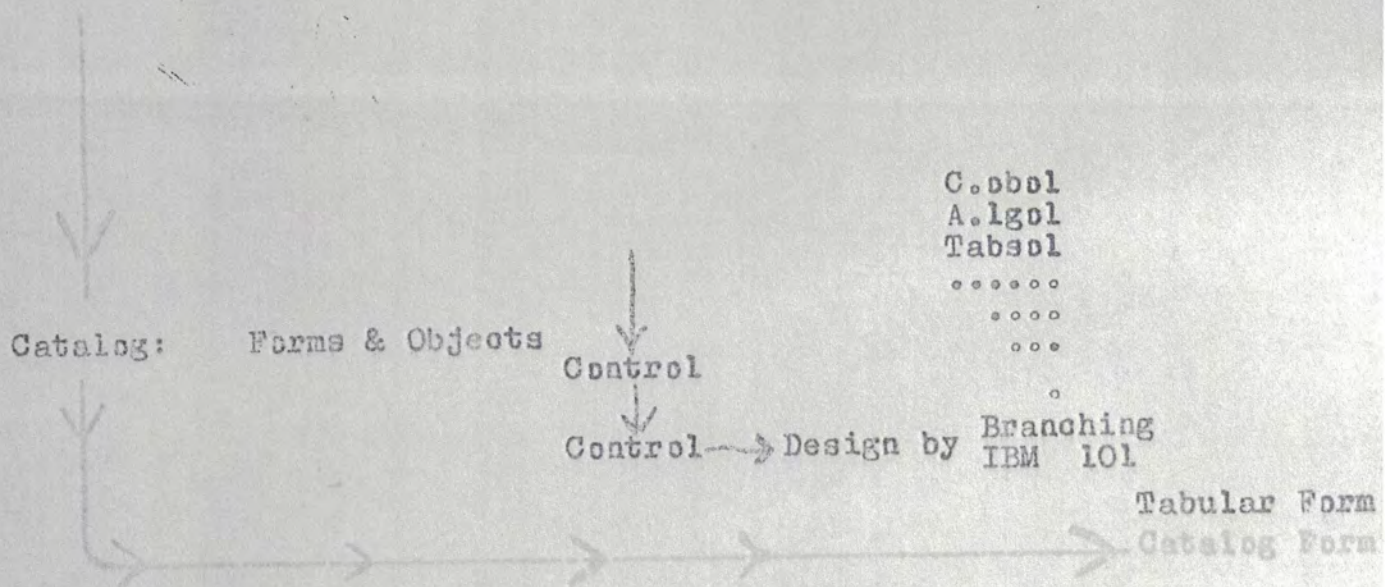 C.obol
A.lgol
Tabsol
Catalog: Forms & Objects
Control
Control Design by Branching
IBM 101
Tabular Form
Catalog Form